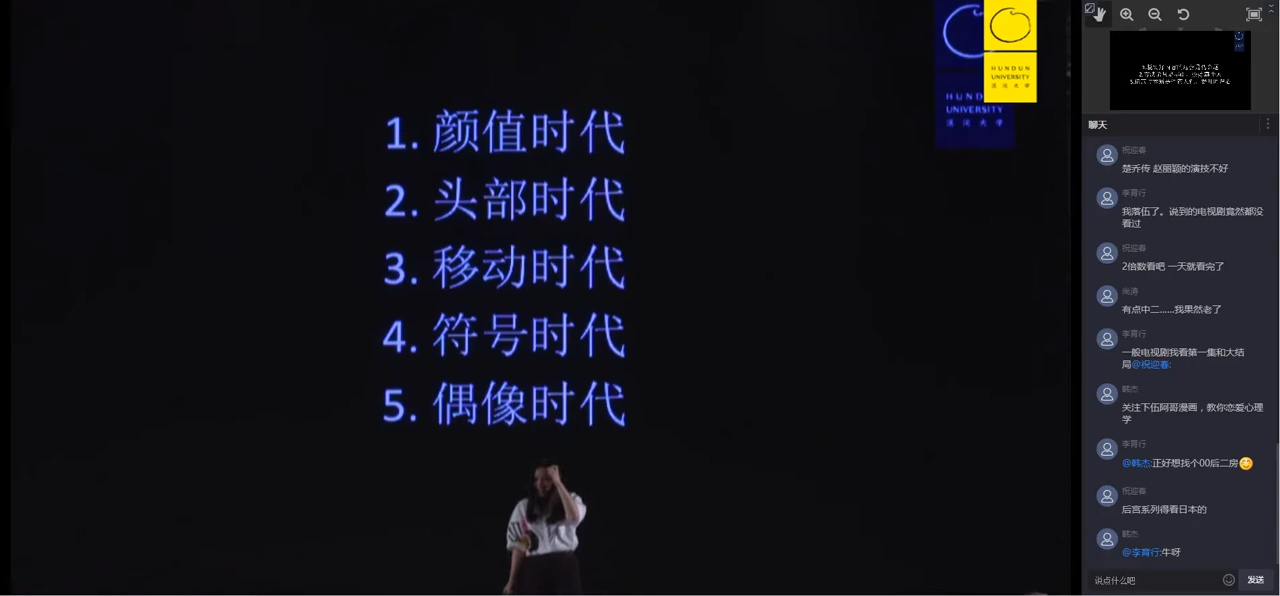 1. 颜值时代
2. 头部时代
3. 移动时代
4. 符号时代
5. 偶像时代
HUNDUN
UNIVERSITY
混沌大学
HUNDUN
UNIVERSITY
混沌大学
聊天
祝迎春
楚乔传 赵丽颖的演技不好
李育行
我落伍了。说到的电视剧竟然都没
看过
祝迎春
2倍数看吧 一天就看完了
尚涛
有点中二......我果然老了
李育行
一般电视剧我看第一集和大结
局@祝迎春:
韩杰
关注下伍阿哥漫画，教你恋爱心理
学
李育行
@韩杰:正好想找个00后二房
祝迎春
后宫系列得看日本的
韩杰
@李育行:牛呀
说点什么吧
发送